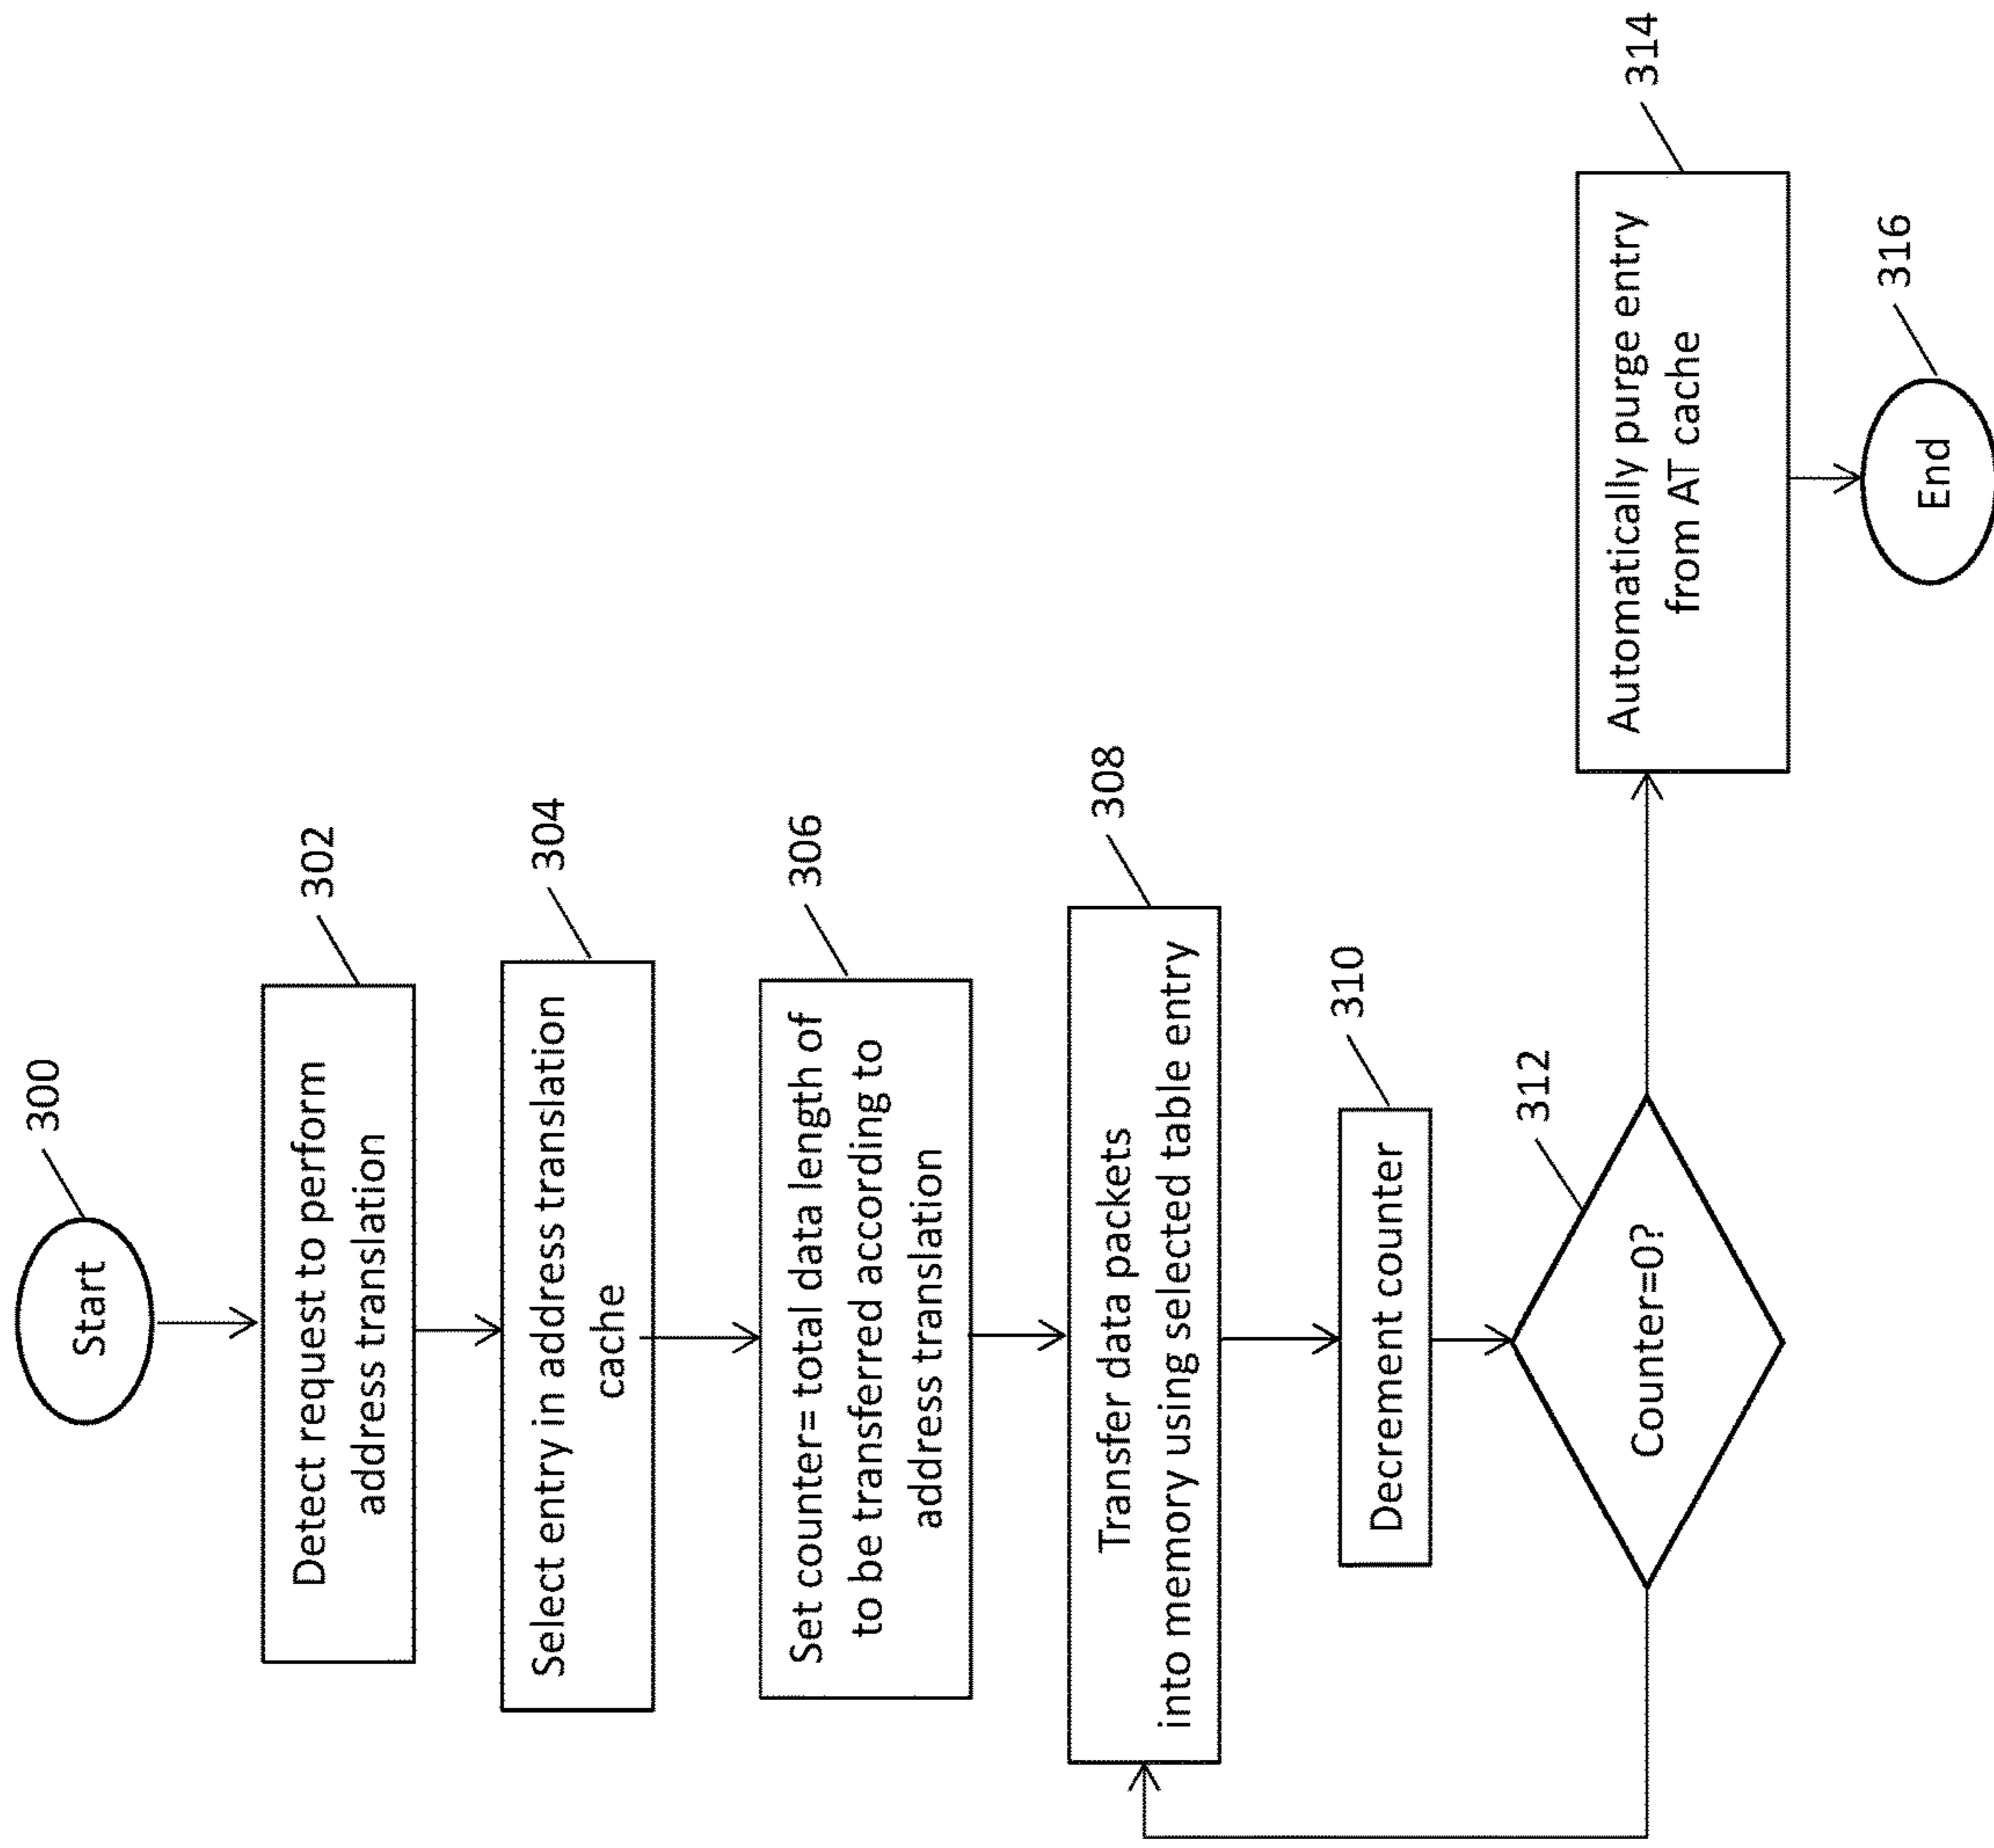 300
Start
302
Detect request to perform
address translation
304
Select entry in address translation
cache
306
Set counter= total data length of
to be transferred according to
address translation
308
Transfer data packets
into memory using selected table entry
310
Decrement counter
312
Counter=0?
314
Automatically purge entry
from AT cache
316
End